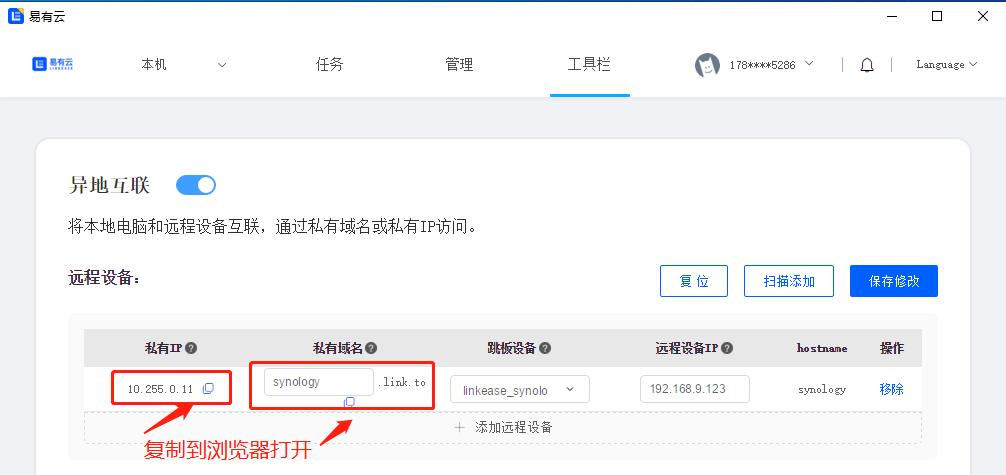 易有云
易有云
LINKEASE
本机
任务
管理
工具栏
178****5286
Language
异地互联
将本地电脑和远程设备互联，通过私有域名或私有IP访问。
远程设备：
复 位
扫描添加
保存修改
私有IP
私有域名
跳板设备
远程设备IP
hostname
操作
10.255.0.11
synology
.link.to
linkease_synolo
192.168.9.123
synology
移除
添加远程设备
复制到浏览器打开